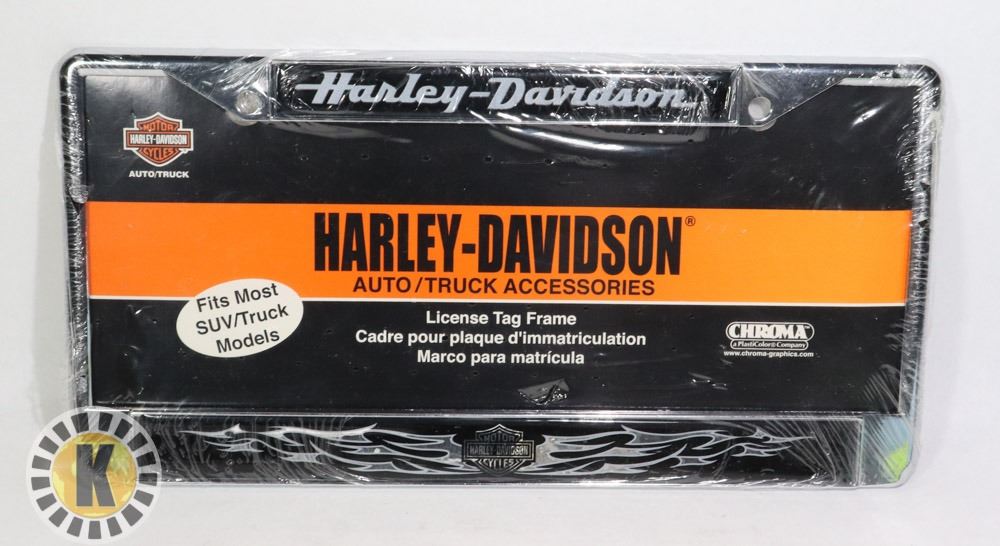 Harley-Davidson
MOTOR
HARLEY-DAVIDSON
CYCLES
AUTO/TRUCK
HARLEY-DAVIDSON®
AUTO/TRUCK ACCESSORIES
Fits Most
SUV/Truck
Models
License Tag Frame
Cadre pour plaque d'immatriculation
Marco para matrícula
CHROMA™
a PlastiColor® Company
www.chroma-graphics.com
MOTOR
HARLEY-DAVIDSON
CYCLES
K